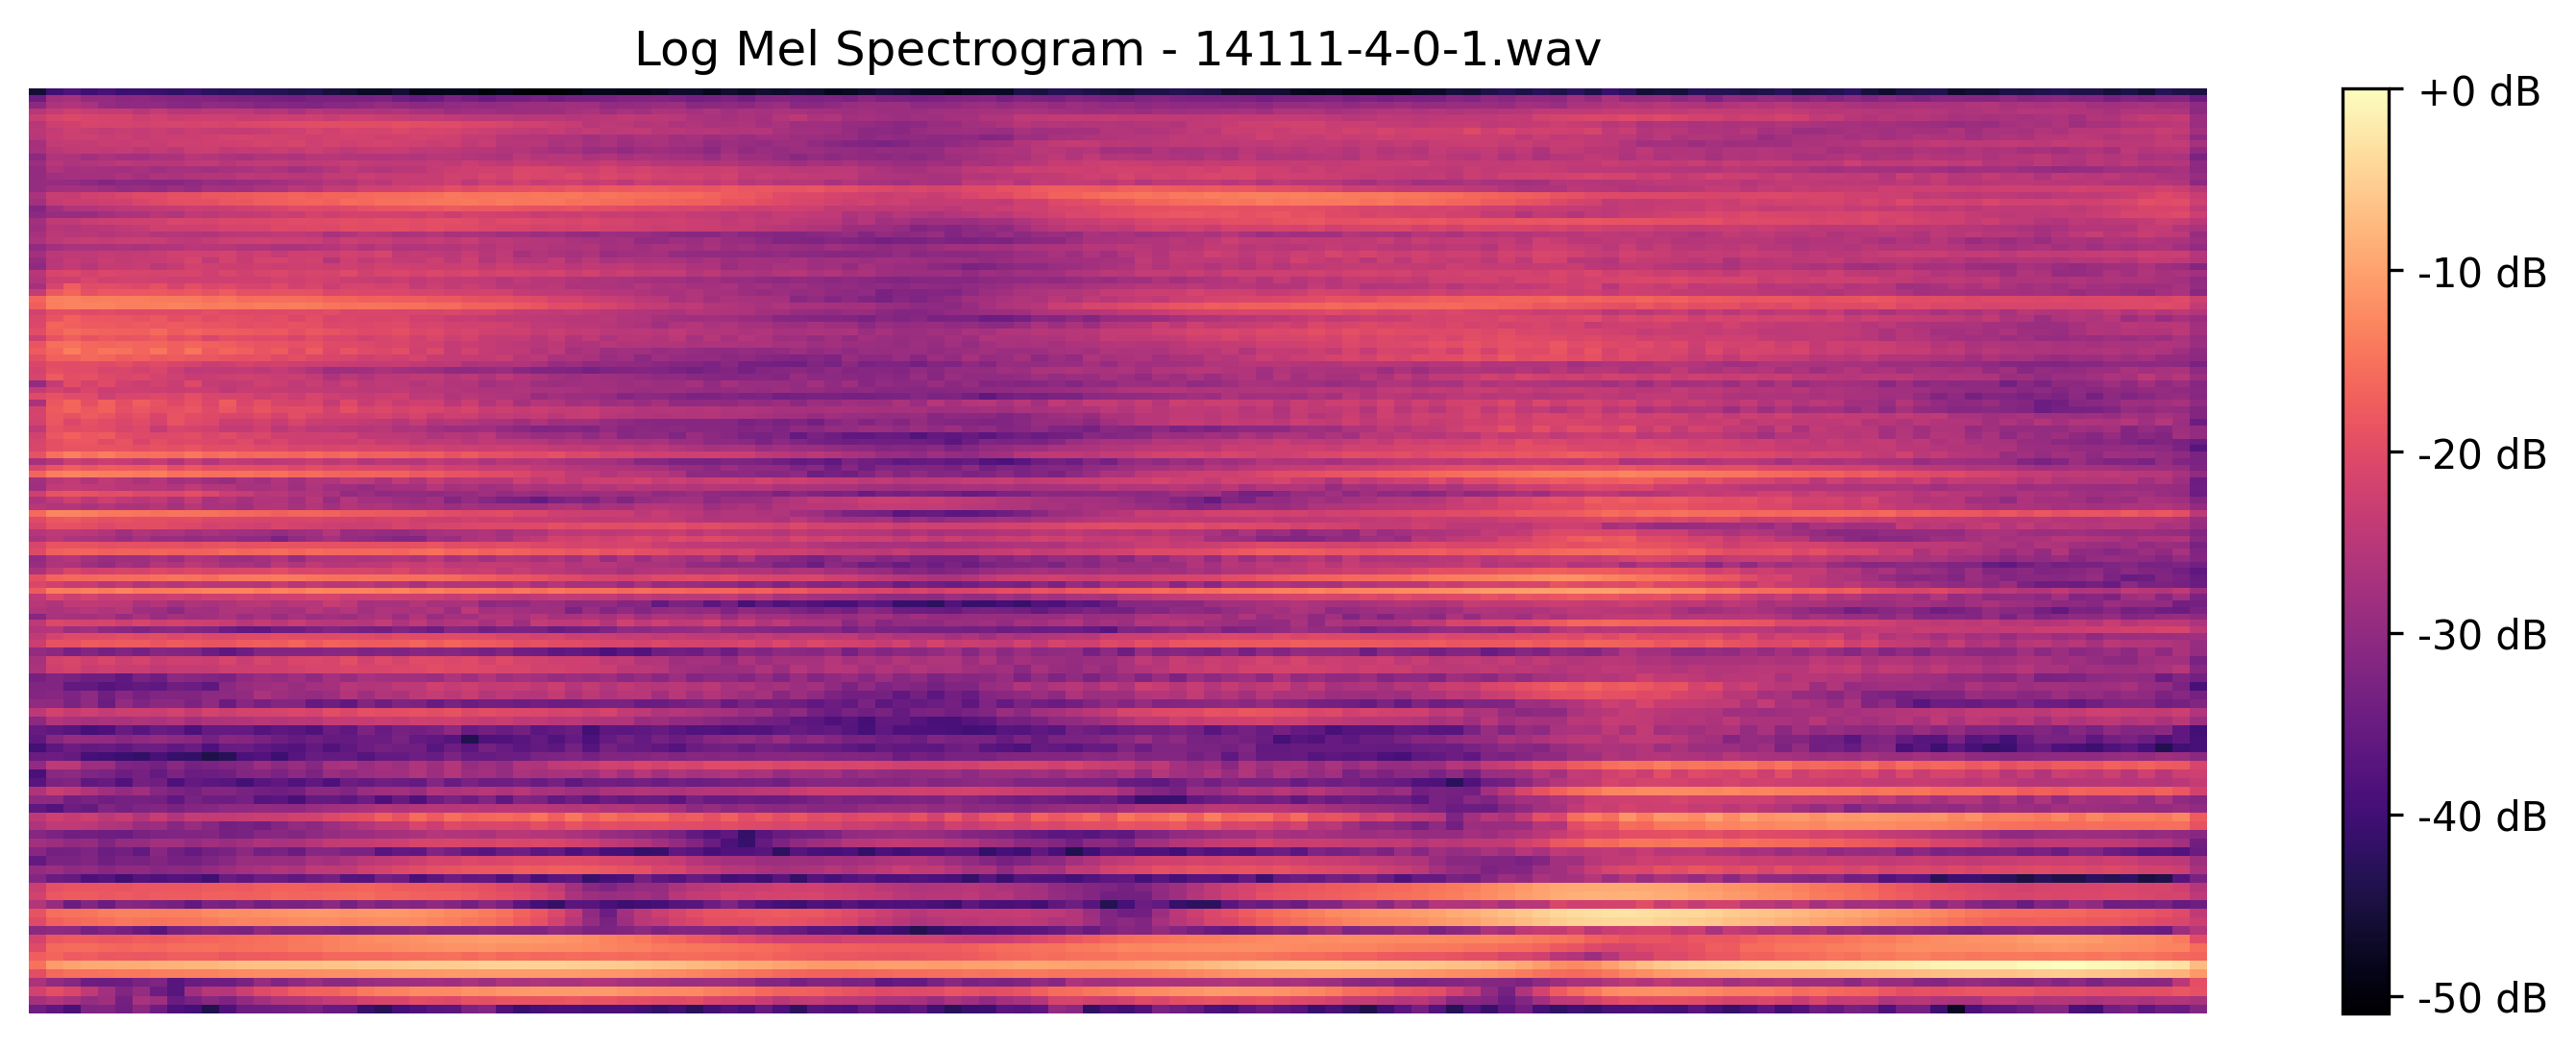 Log Mel Spectrogram - 14111-4-0-1.wav
+0 dB
-10 dB
-20 dB
-30 dB
-40 dB
-50 dB